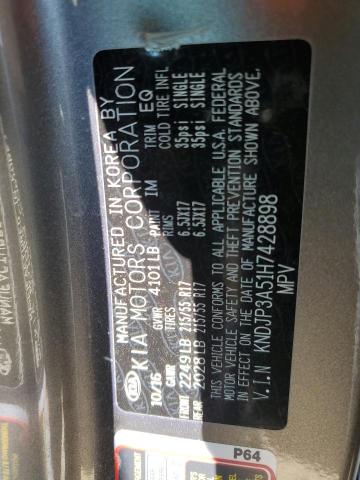 MANUFACTURED IN KOREA BY
KIA MOTORS CORPORATION
10/16 GVWR 4101LB PAINT IM TRIM EQ
GAWR TIRES RIMS COLD TIRE INFL
FRONT 2249LB 215/55 R17 6.5JX17 35psi SINGLE
REAR 2028LB 215/55 R17 6.5JX17 35psi SINGLE
THIS VEHICLE CONFORMS TO ALL APPLICABLE U.S.A. FEDERAL
MOTOR VEHICLE SAFETY AND THEFT PREVENTION STANDARDS
IN EFFECT ON THE DATE OF MANUFACTURE SHOWN ABOVE.
V.I.N KNDJP3A51H7428898
MPV
P64